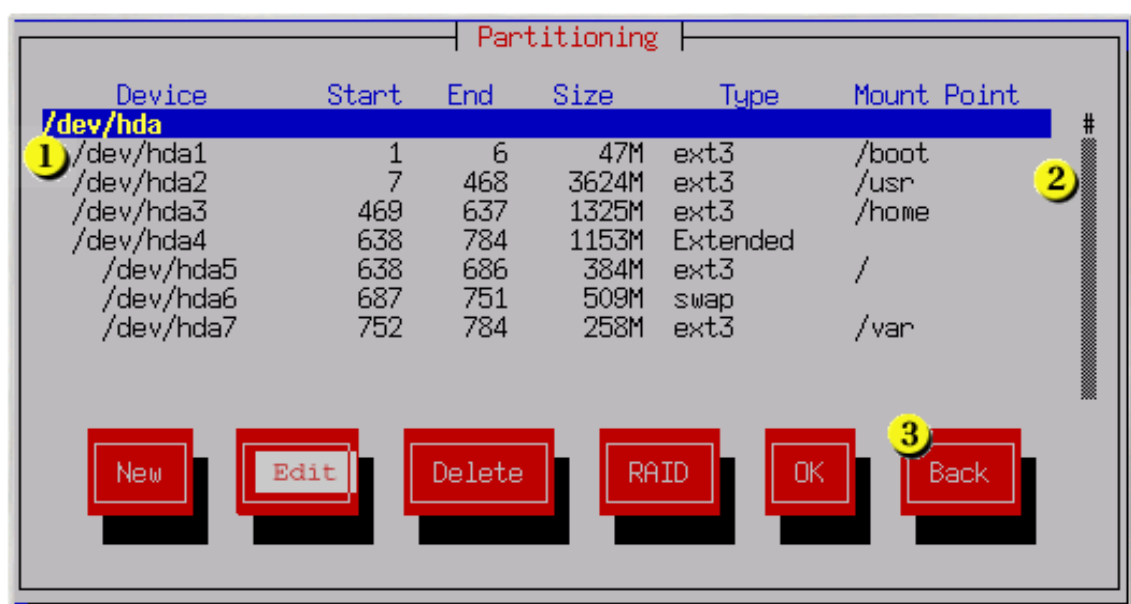 Partitioning
Device Start End Size Type Mount Point
/dev/hda #
1 /dev/hda1 1 6 47M ext3 /boot
/dev/hda2 7 468 3624M ext3 /usr 2
/dev/hda3 469 637 1325M ext3 /home
/dev/hda4 638 784 1153M Extended
/dev/hda5 638 686 384M ext3 /
/dev/hda6 687 751 509M swap
/dev/hda7 752 784 258M ext3 /var
3
New Edit Delete RAID OK Back